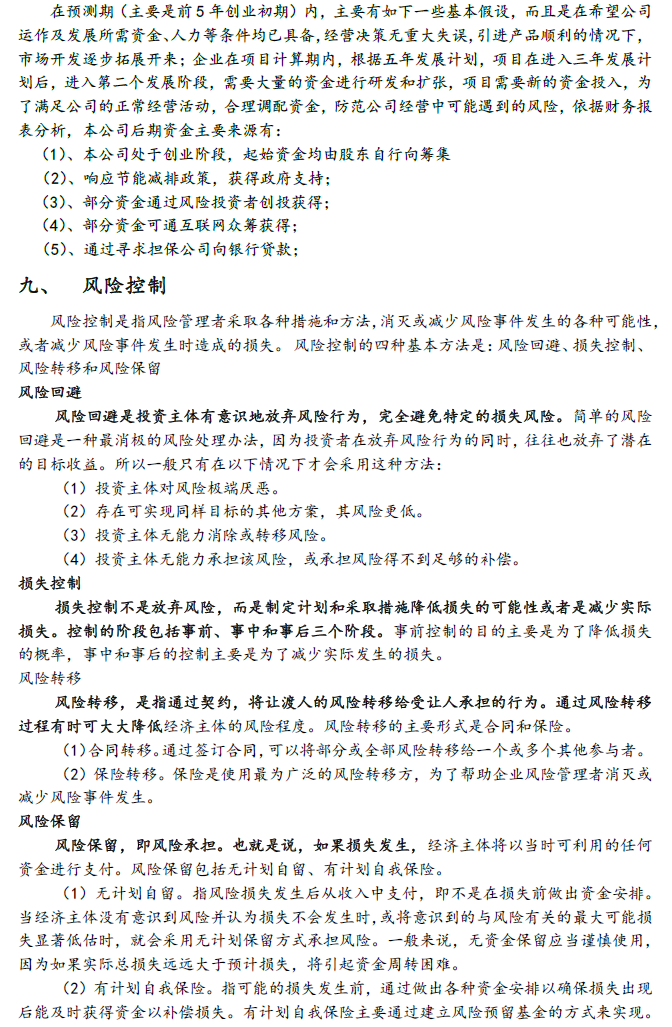 在预测期（主要是前5年创业初期）内，主要有如下一些基本假设，而且是在希望公司
运作及发展所需资金、人力等条件均已具备,经营决策无重大失误,引进产品顺利的情况下，
市场开发逐步拓展开来；企业在项目计算期内，根据五年发展计划，项目在进入三年发展计
划后，进入第二个发展阶段，需要大量的资金进行研发和扩张，项目需要新的资金投入，为
了满足公司的正常经营活动，合理调配资金，防范公司经营中可能遇到的风险，依据财务报
表分析，本公司后期资金主要来源有：
（1）、本公司处于创业阶段，起始资金均由股东自行向筹集
（2）、响应节能减排政策，获得政府支持；
（3）、部分资金通过风险投资者创投获得；
（4）、部分资金可通互联网众筹获得；
（5）、通过寻求担保公司向银行贷款；
九、 风险控制
风险控制是指风险管理者采取各种措施和方法,消灭或减少风险事件发生的各种可能性,
或者减少风险事件发生时造成的损失。 风险控制的四种基本方法是：风险回避、损失控制、
风险转移和风险保留
风险回避
风险回避是投资主体有意识地放弃风险行为，完全避免特定的损失风险。简单的风险
回避是一种最消极的风险处理办法，因为投资者在放弃风险行为的同时，往往也放弃了潜在
的目标收益。所以一般只有在以下情况下才会采用这种方法：
（1）投资主体对风险极端厌恶。
（2）存在可实现同样目标的其他方案，其风险更低。
（3）投资主体无能力消除或转移风险。
（4）投资主体无能力承担该风险，或承担风险得不到足够的补偿。
损失控制
损失控制不是放弃风险，而是制定计划和采取措施降低损失的可能性或者是减少实际
损失。控制的阶段包括事前、事中和事后三个阶段。事前控制的目的主要是为了降低损失
的概率，事中和事后的控制主要是为了减少实际发生的损失。
风险转移
风险转移，是指通过契约，将让渡人的风险转移给受让人承担的行为。通过风险转移
过程有时可大大降低经济主体的风险程度。风险转移的主要形式是合同和保险。
（1）合同转移。通过签订合同,可以将部分或全部风险转移给一个或多个其他参与者。
（2）保险转移。保险是使用最为广泛的风险转移方，为了帮助企业风险管理者消灭或
减少风险事件发生。
风险保留
风险保留，即风险承担。也就是说，如果损失发生，经济主体将以当时可利用的任何
资金进行支付。风险保留包括无计划自留、有计划自我保险。
（1）无计划自留。指风险损失发生后从收入中支付，即不是在损失前做出资金安排。
当经济主体没有意识到风险并认为损失不会发生时,或将意识到的与风险有关的最大可能损
失显著低估时，就会采用无计划保留方式承担风险。一般来说，无资金保留应当谨慎使用，
因为如果实际总损失远远大于预计损失，将引起资金周转困难。
（2）有计划自我保险。指可能的损失发生前，通过做出各种资金安排以确保损失出现
后能及时获得资金以补偿损失。有计划自我保险主要通过建立风险预留基金的方式来实现。